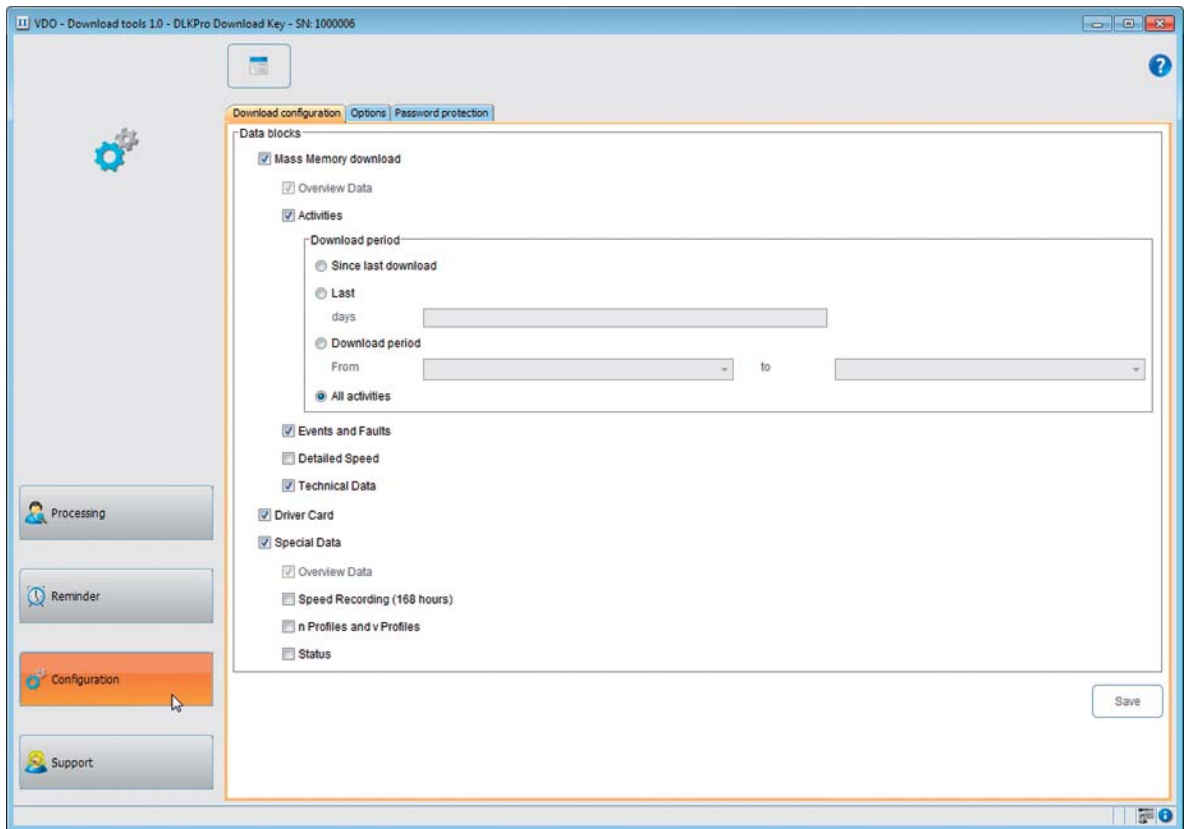 VDO - Download tools 1.0 - DLKPro Download Key - SN: 1000006
Download configuration Options Password protection
Data blocks
Mass Memory download
Overview Data
Activities
Download period
Since last download
Last
days
Download period
From to
All activities
Events and Faults
Detailed Speed
Technical Data
Driver Card
Special Data
Overview Data
Speed Recording (168 hours)
n Profiles and v Profiles
Status
Save
Processing
Reminder
Configuration
Support